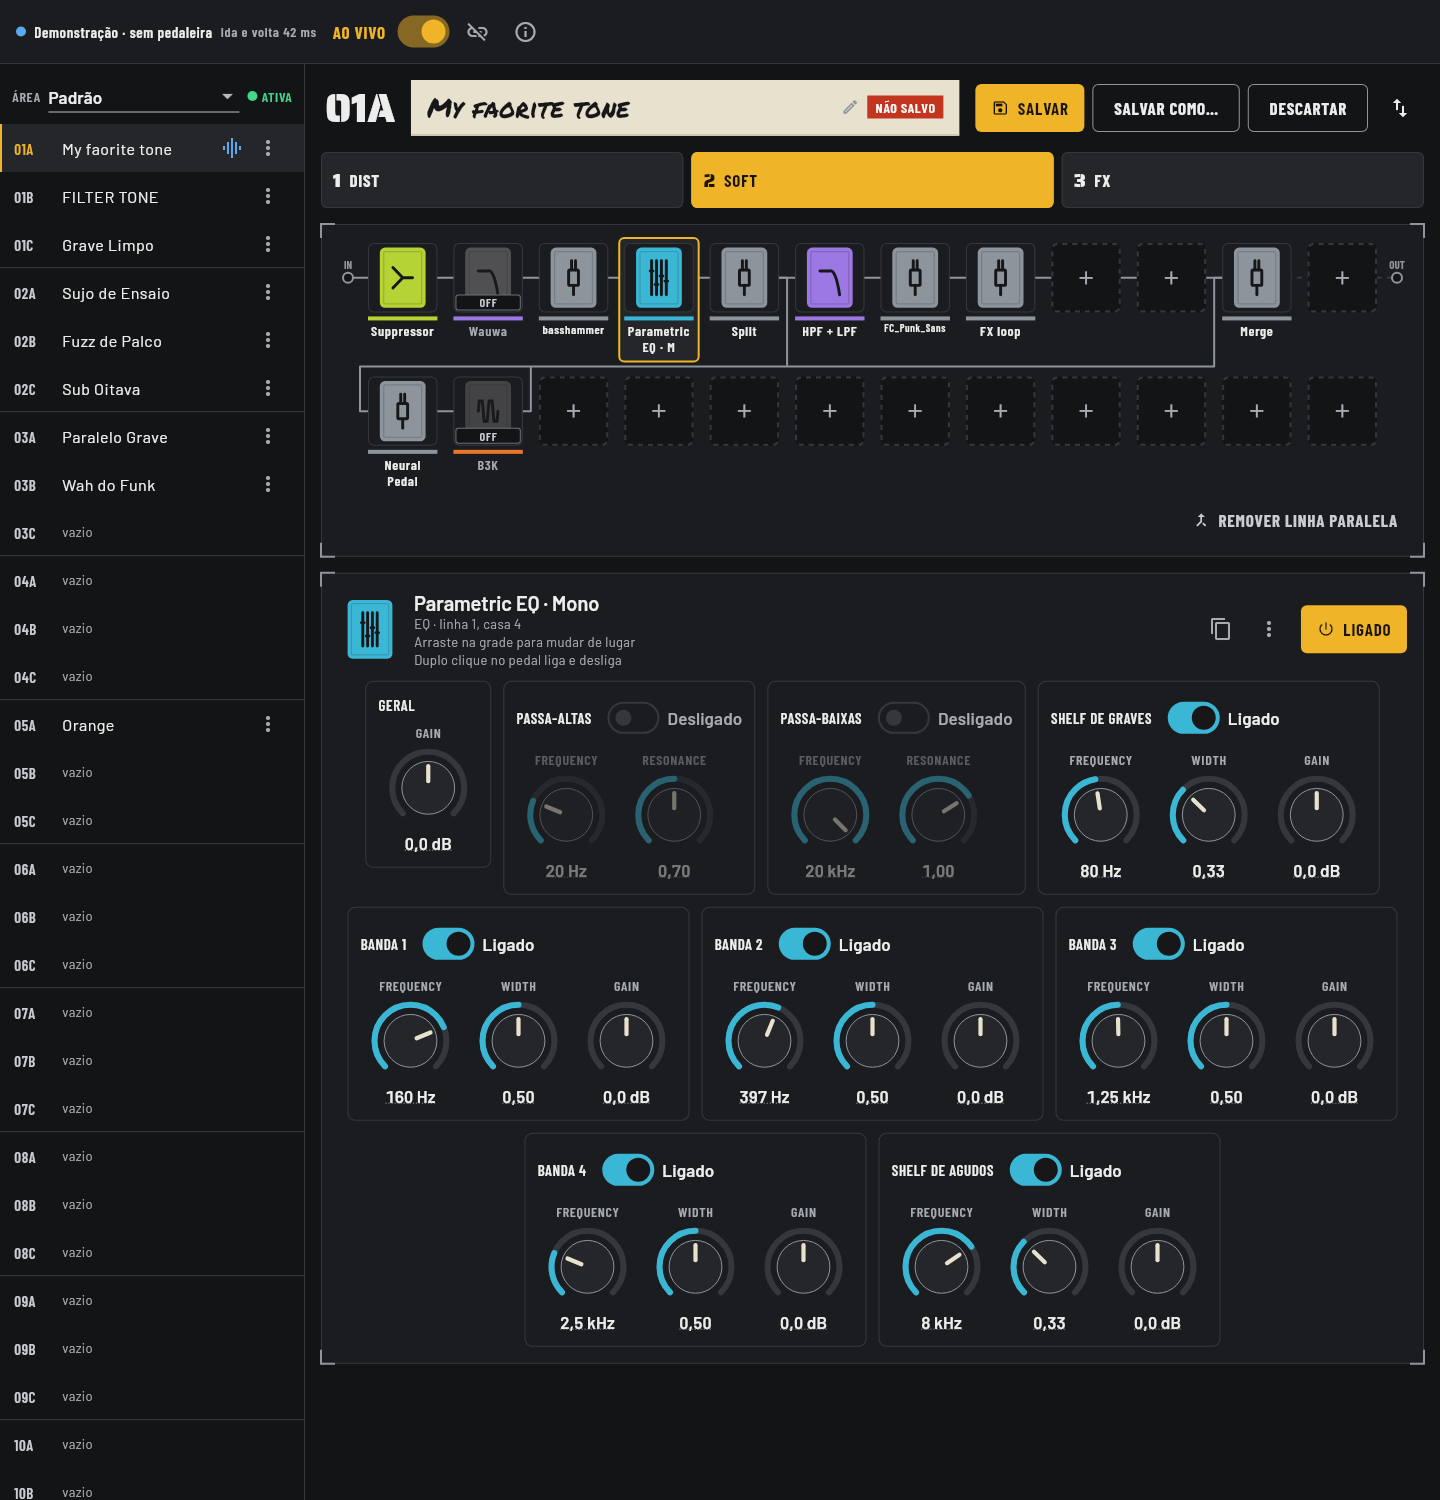 Demonstração · sem pedaleira Ida e volta 42 ms AO VIVO
ÁREA Padrão ATIVA
01A My faorite tone
01B FILTER TONE
01C Grave Limpo
02A Sujo de Ensaio
02B Fuzz de Palco
02C Sub Oitava
03A Paralelo Grave
03B Wah do Funk
03C vazio
04A vazio
04B vazio
04C vazio
05A Orange
05B vazio
05C vazio
06A vazio
06B vazio
06C vazio
07A vazio
07B vazio
07C vazio
08A vazio
08B vazio
08C vazio
09A vazio
09B vazio
09C vazio
10A vazio
10B vazio
01A My faorite tone NÃO SALVO SALVAR SALVAR COMO... DESCARTAR
1 DIST 2 SOFT 3 FX
IN OUT
OFF
Suppressor Wauwa basshammer Parametric EQ · M Split HPF + LPF FC_Punk_Sans FX loop + + Merge +
OFF + + + + + + + + + +
Neural Pedal B3K
REMOVER LINHA PARALELA
Parametric EQ · Mono
EQ · linha 1, casa 4
Arraste na grade para mudar de lugar
Duplo clique no pedal liga e desliga
LIGADO
GERAL
GAIN
0,0 dB
PASSA-ALTAS Desligado
FREQUENCY RESONANCE
20 Hz 0,70
PASSA-BAIXAS Desligado
FREQUENCY RESONANCE
20 kHz 1,00
SHELF DE GRAVES Ligado
FREQUENCY WIDTH GAIN
80 Hz 0,33 0,0 dB
BANDA 1 Ligado
FREQUENCY WIDTH GAIN
160 Hz 0,50 0,0 dB
BANDA 2 Ligado
FREQUENCY WIDTH GAIN
397 Hz 0,50 0,0 dB
BANDA 3 Ligado
FREQUENCY WIDTH GAIN
1,25 kHz 0,50 0,0 dB
BANDA 4 Ligado
FREQUENCY WIDTH GAIN
2,5 kHz 0,50 0,0 dB
SHELF DE AGUDOS Ligado
FREQUENCY WIDTH GAIN
8 kHz 0,33 0,0 dB